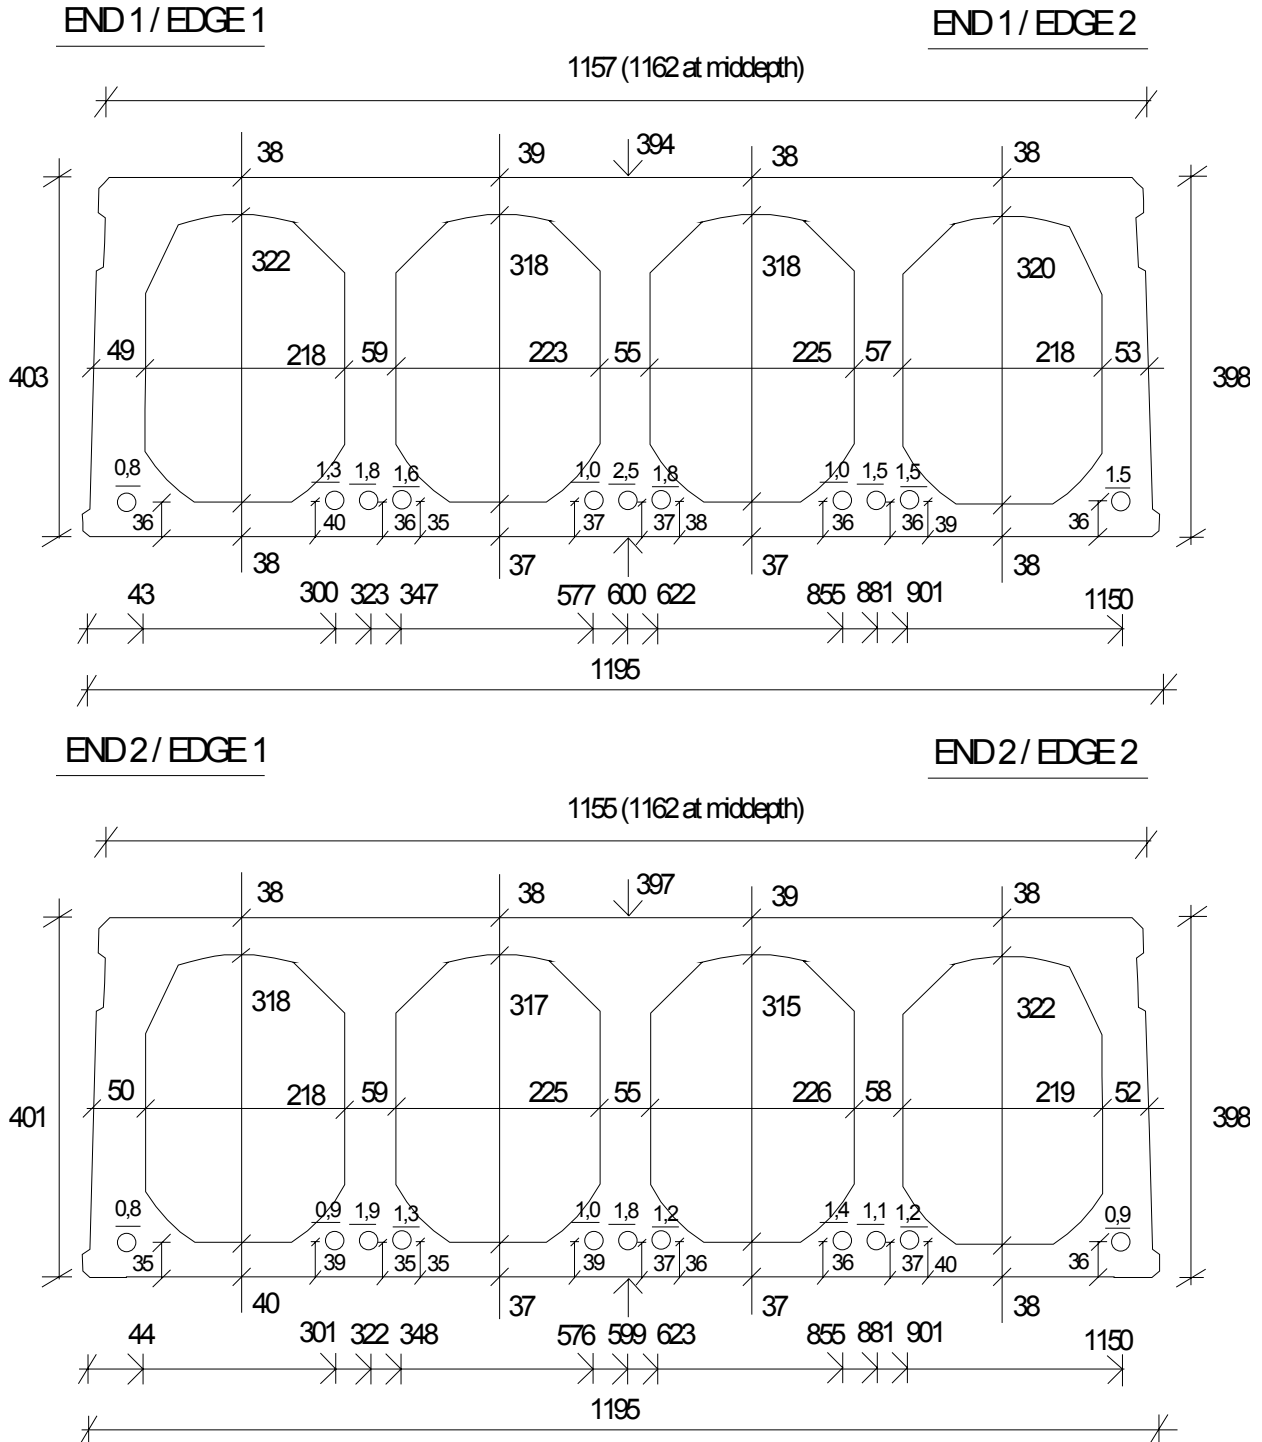 END 1 / EDGE 1 END 1 / EDGE 2
1157 (1162 at middepth)
38 39 394 38 38
322 318 318 320
49 218 59 223 55 225 57 218 53
403 398
0,8 1,3 1,8 1,6 1,0 2,5 1,8 1,0 1,5 1,5 1.5
36 40 36 35 37 37 38 36 36 39 36
38 37 37 38
43 300 323 347 577 600 622 855 881 901 1150
1195
END 2 / EDGE 1 END 2 / EDGE 2
1155 (1162 at middepth)
38 38 397 39 38
318 317 315 322
50 218 59 225 55 226 58 219 52
401 398
0,8 0,9 1,9 1,3 1,0 1,8 1,2 1,4 1,1 1,2 0,9
35 39 35 35 39 37 36 36 37 40 36
40 37 37 38
44 301 322 348 576 599 623 855 881 901 1150
1195